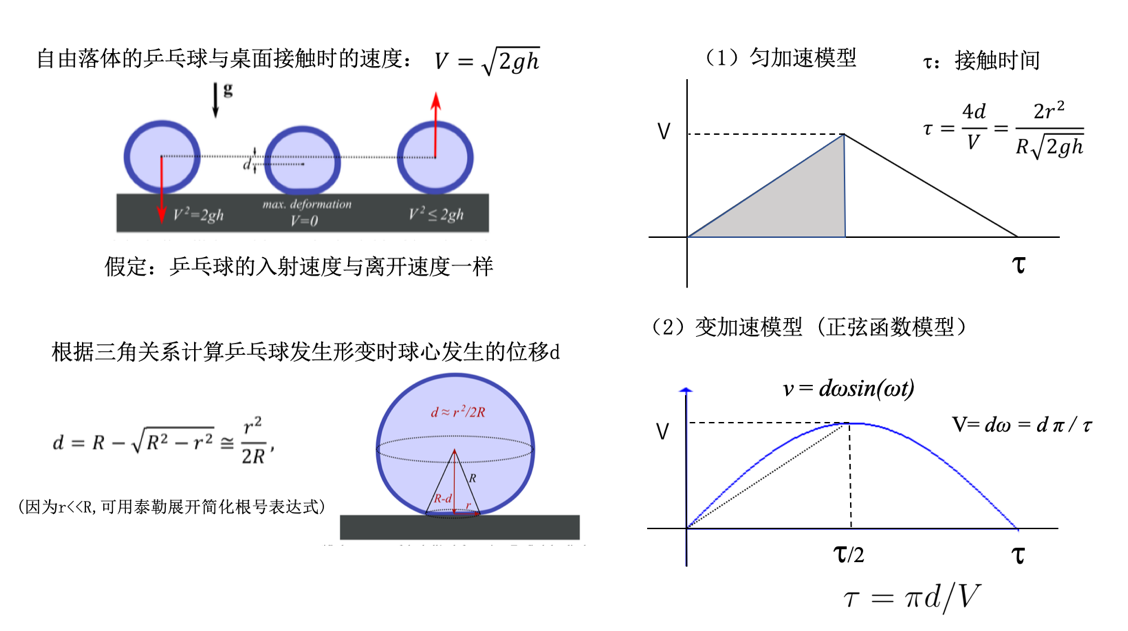 自由落体的乒乓球与桌面接触时的速度： V = √2gh
g
d
V²=2gh
max. deformation
V=0
V² ≤ 2gh
假定：乒乓球的入射速度与离开速度一样
根据三角关系计算乒乓球发生形变时球心发生的位移d
d = R − √R² − r² ≅ r²/2R,
(因为r<<R,可用泰勒展开简化根号表达式)
d ≈ r²/2R
R
R-d
r
（1）匀加速模型
τ：接触时间
V
τ = 4d/V = 2r²/R√2gh
τ
（2）变加速模型（正弦函数模型）
v = dωsin(ωt)
V
V= dω = d π / τ
τ/2
τ
τ = πd/V